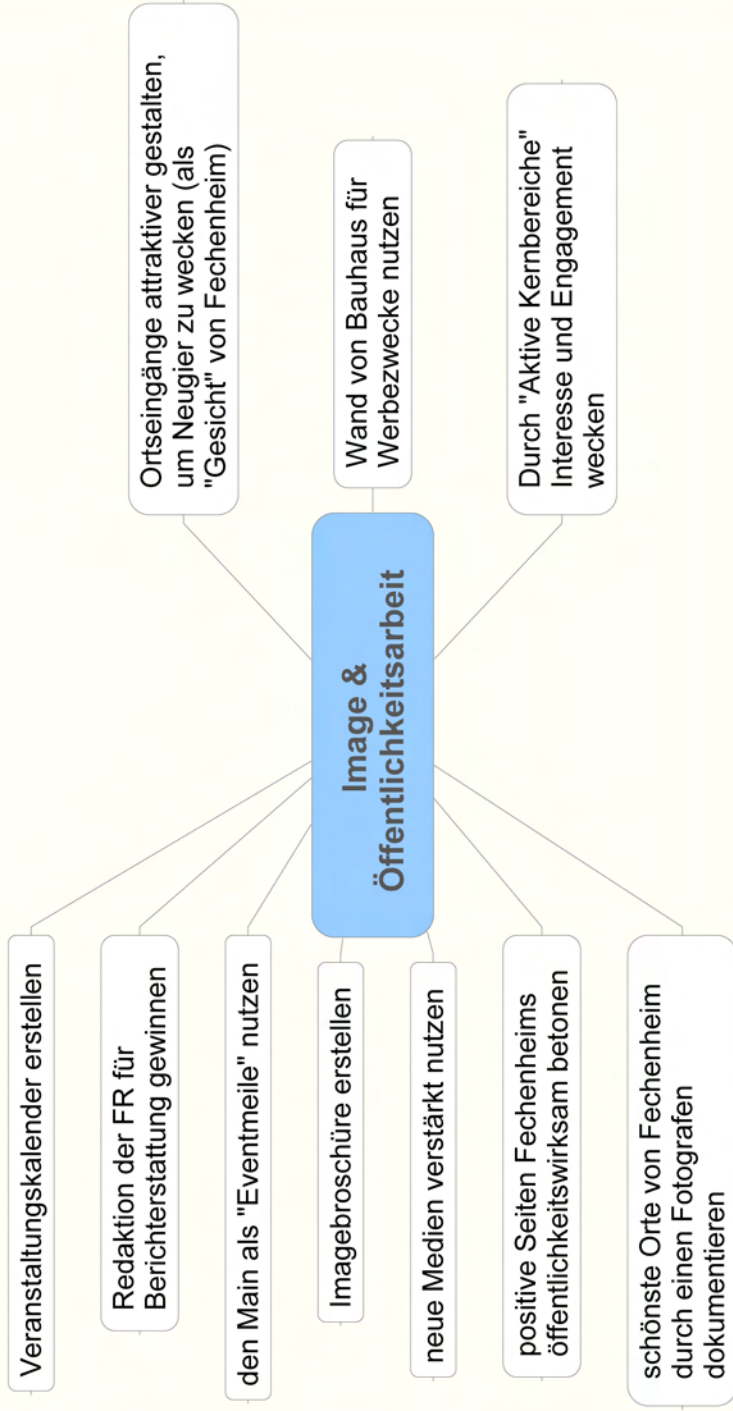 Veranstaltungskalender erstellen
Redaktion der FR für
Berichterstattung gewinnen
den Main als "Eventmeile" nutzen
Imagebroschüre erstellen
neue Medien verstärkt nutzen
positive Seiten Fechenheims
öffentlichkeitswirksam betonen
schönste Orte von Fechenheim
durch einen Fotografen
dokumentieren
Image &
Öffentlichkeitsarbeit
Ortseingänge attraktiver gestalten,
um Neugier zu wecken (als
"Gesicht" von Fechenheim)
Wand von Bauhaus für
Werbezwecke nutzen
Durch "Aktive Kernbereiche"
Interesse und Engagement
wecken